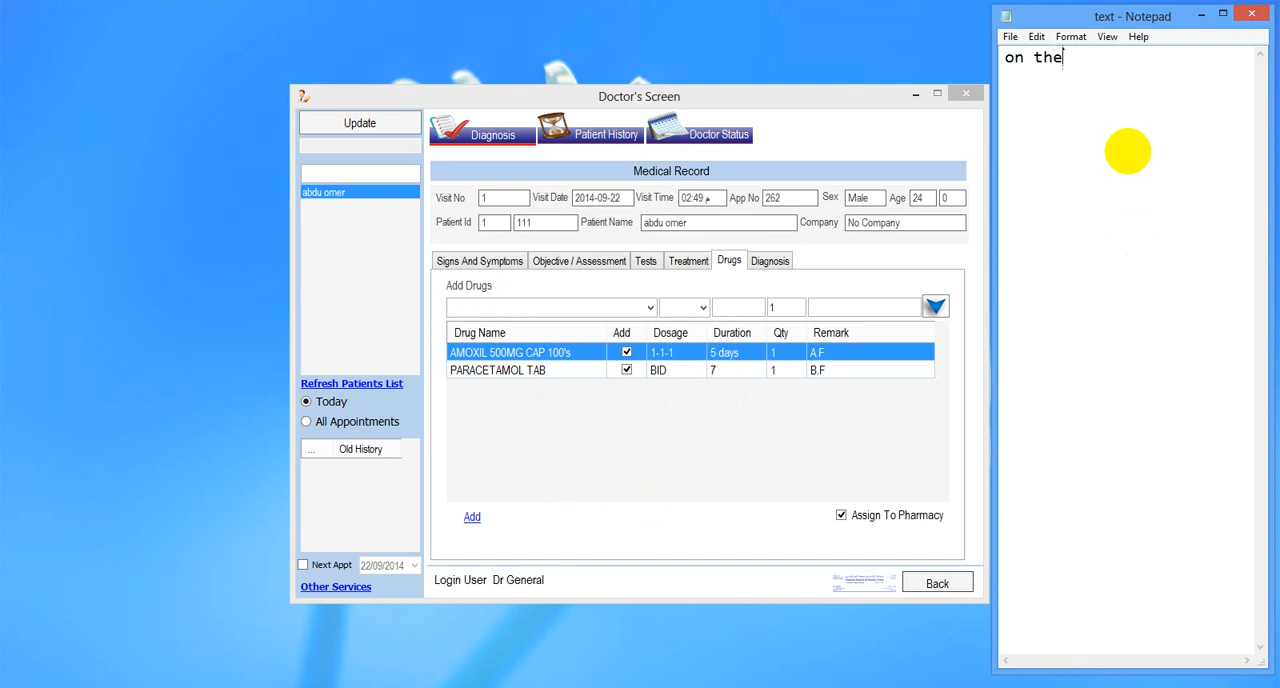 text - Notepad
File Edit Format View Help
on the
Doctor's Screen
Update
abdu omer
Refresh Patients List
Today
All Appointments
... Old History
Next Appt 22/09/2014
Other Services
Diagnosis Patient History Doctor Status
Medical Record
Visit No 1 Visit Date 2014-09-22 Visit Time 02:49 م App No 262 Sex Male Age 24 0
Patient Id 1 111 Patient Name abdu omer Company No Company
Signs And Symptoms Objective / Assessment Tests Treatment Drugs Diagnosis
Add Drugs
1
Drug Name Add Dosage Duration Qty Remark
AMOXIL 500MG CAP 100's 1-1-1 5 days 1 A.F
PARACETAMOL TAB BID 7 1 B.F
Add Assign To Pharmacy
Login User Dr General Back